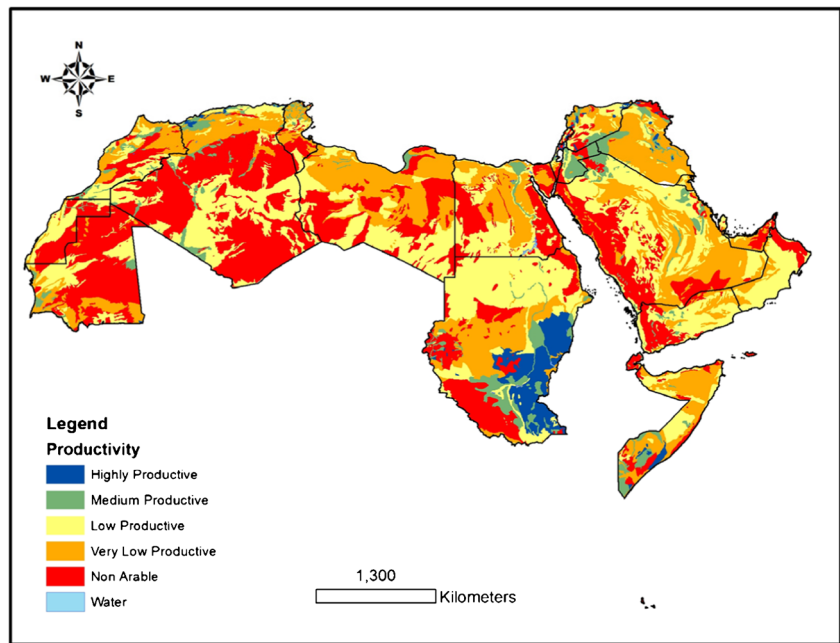 N
W E
S
Legend
Productivity
Highly Productive
Medium Productive
Low Productive
Very Low Productive
Non Arable
Water
1,300
Kilometers